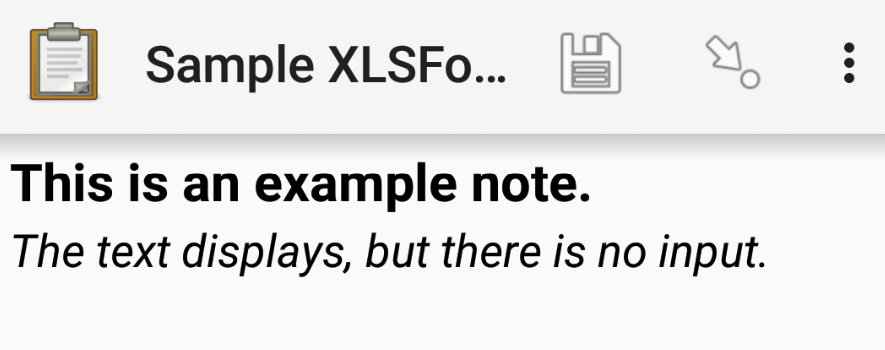 Sample XLSFo...
This is an example note.
The text displays, but there is no input.